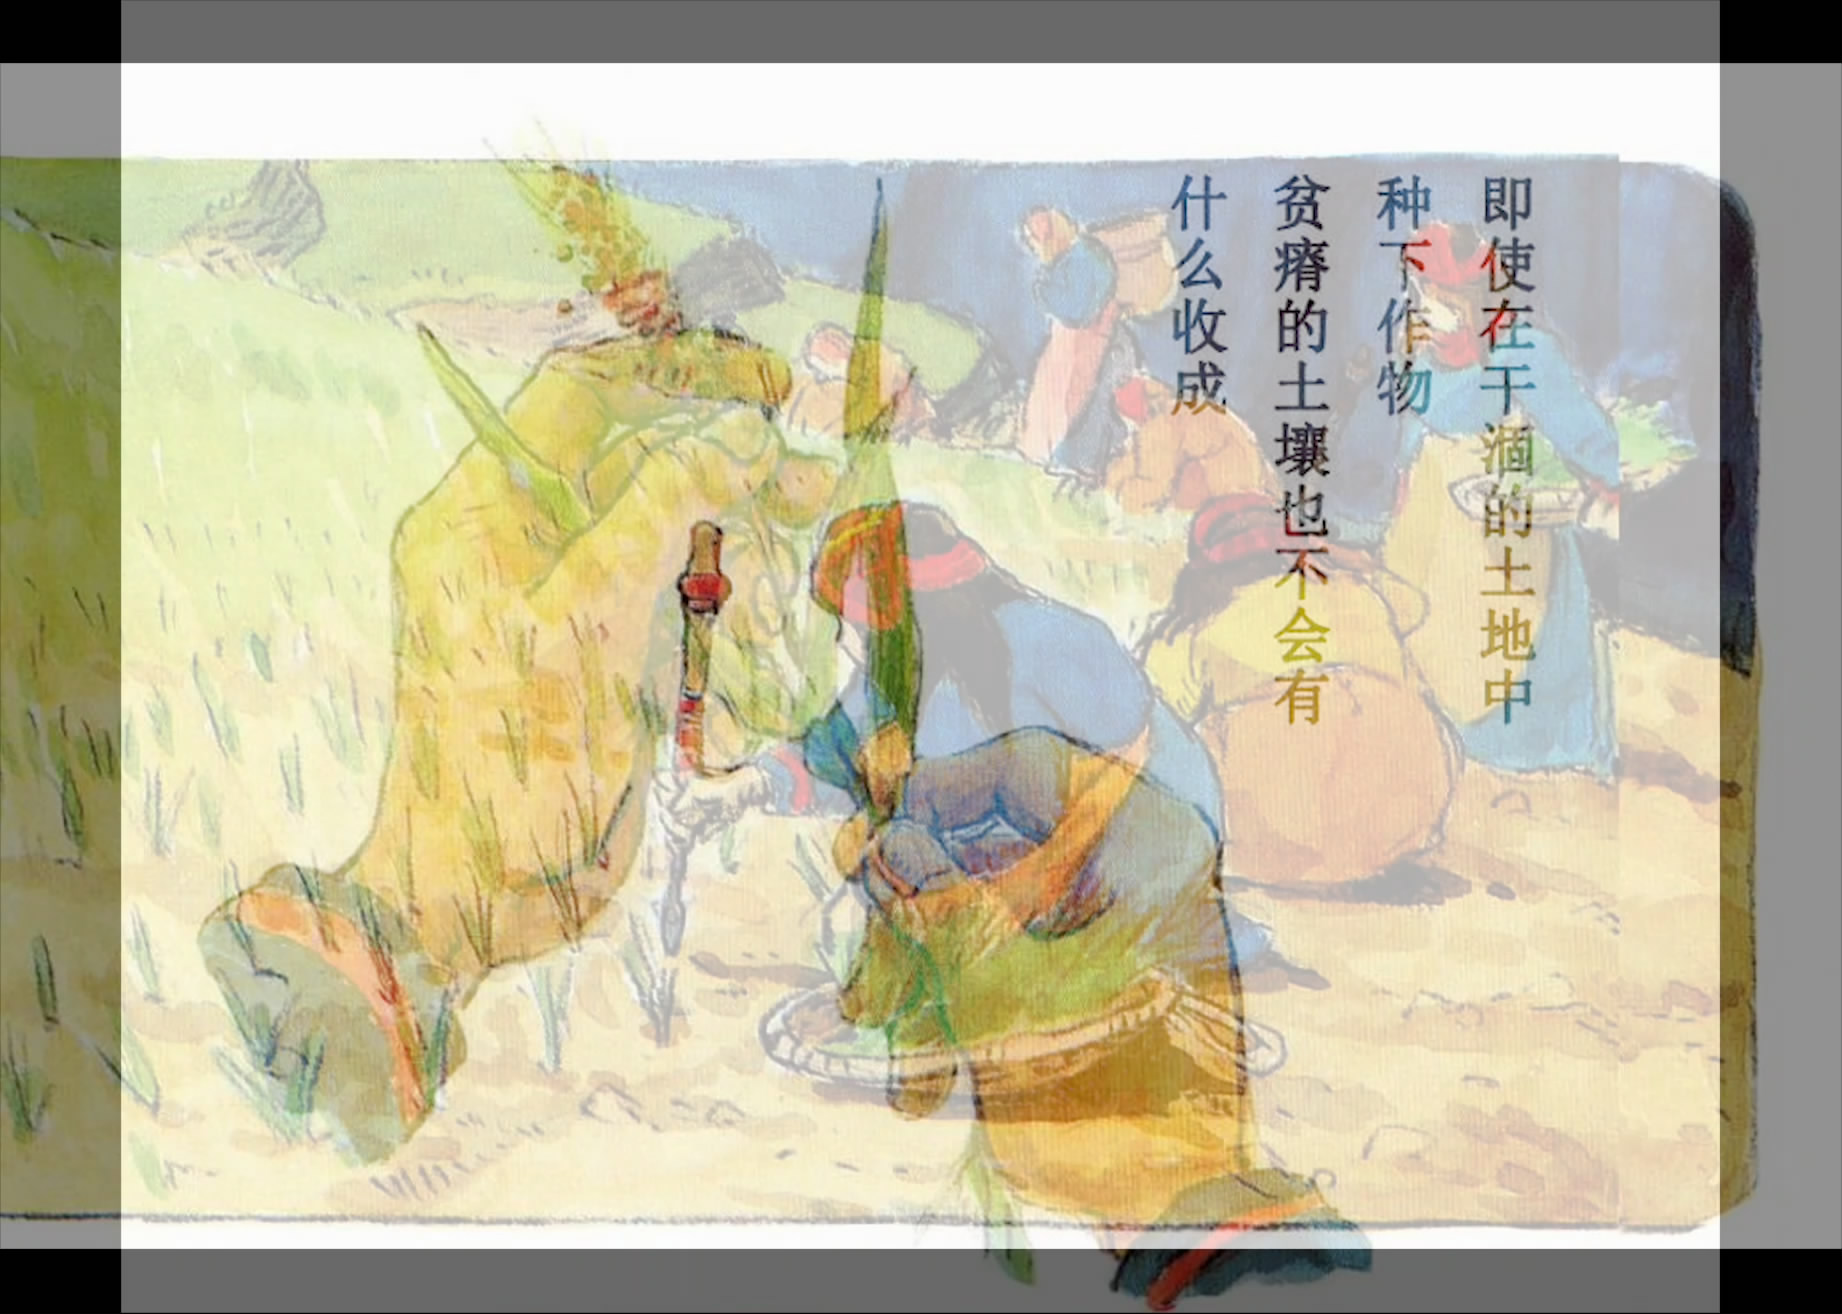 即使在干涸的土地中
种下作物
贫瘠的土壤也不会有
什么收成